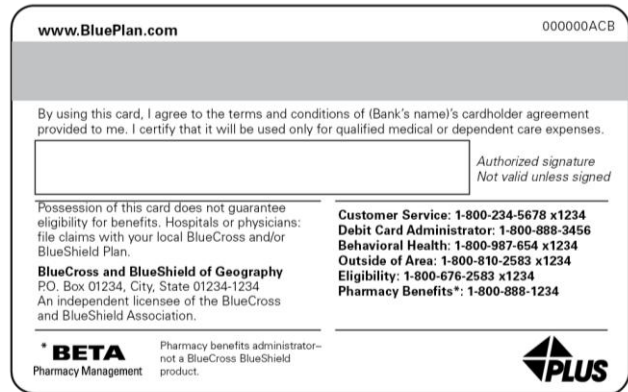 www.BluePlan.com
000000ACB
By using this card, I agree to the terms and conditions of (Bank's name)'s cardholder agreement
provided to me. I certify that it will be used only for qualified medical or dependent care expenses.
Authorized signature
Not valid unless signed
Possession of this card does not guarantee
eligibility for benefits. Hospitals or physicians:
file claims with your local BlueCross and/or
BlueShield Plan.
BlueCross and BlueShield of Geography
P.O. Box 01234, City, State 01234-1234
An independent licensee of the BlueCross
and BlueShield Association.
Customer Service: 1-800-234-5678 x1234
Debit Card Administrator: 1-800-888-3456
Behavioral Health: 1-800-987-654 x1234
Outside of Area: 1-800-810-2583 x1234
Eligibility: 1-800-676-2583 x1234
Pharmacy Benefits*: 1-800-888-1234
* BETA
Pharmacy Management
Pharmacy benefits administrator–
not a BlueCross BlueShield
product.
PLUS